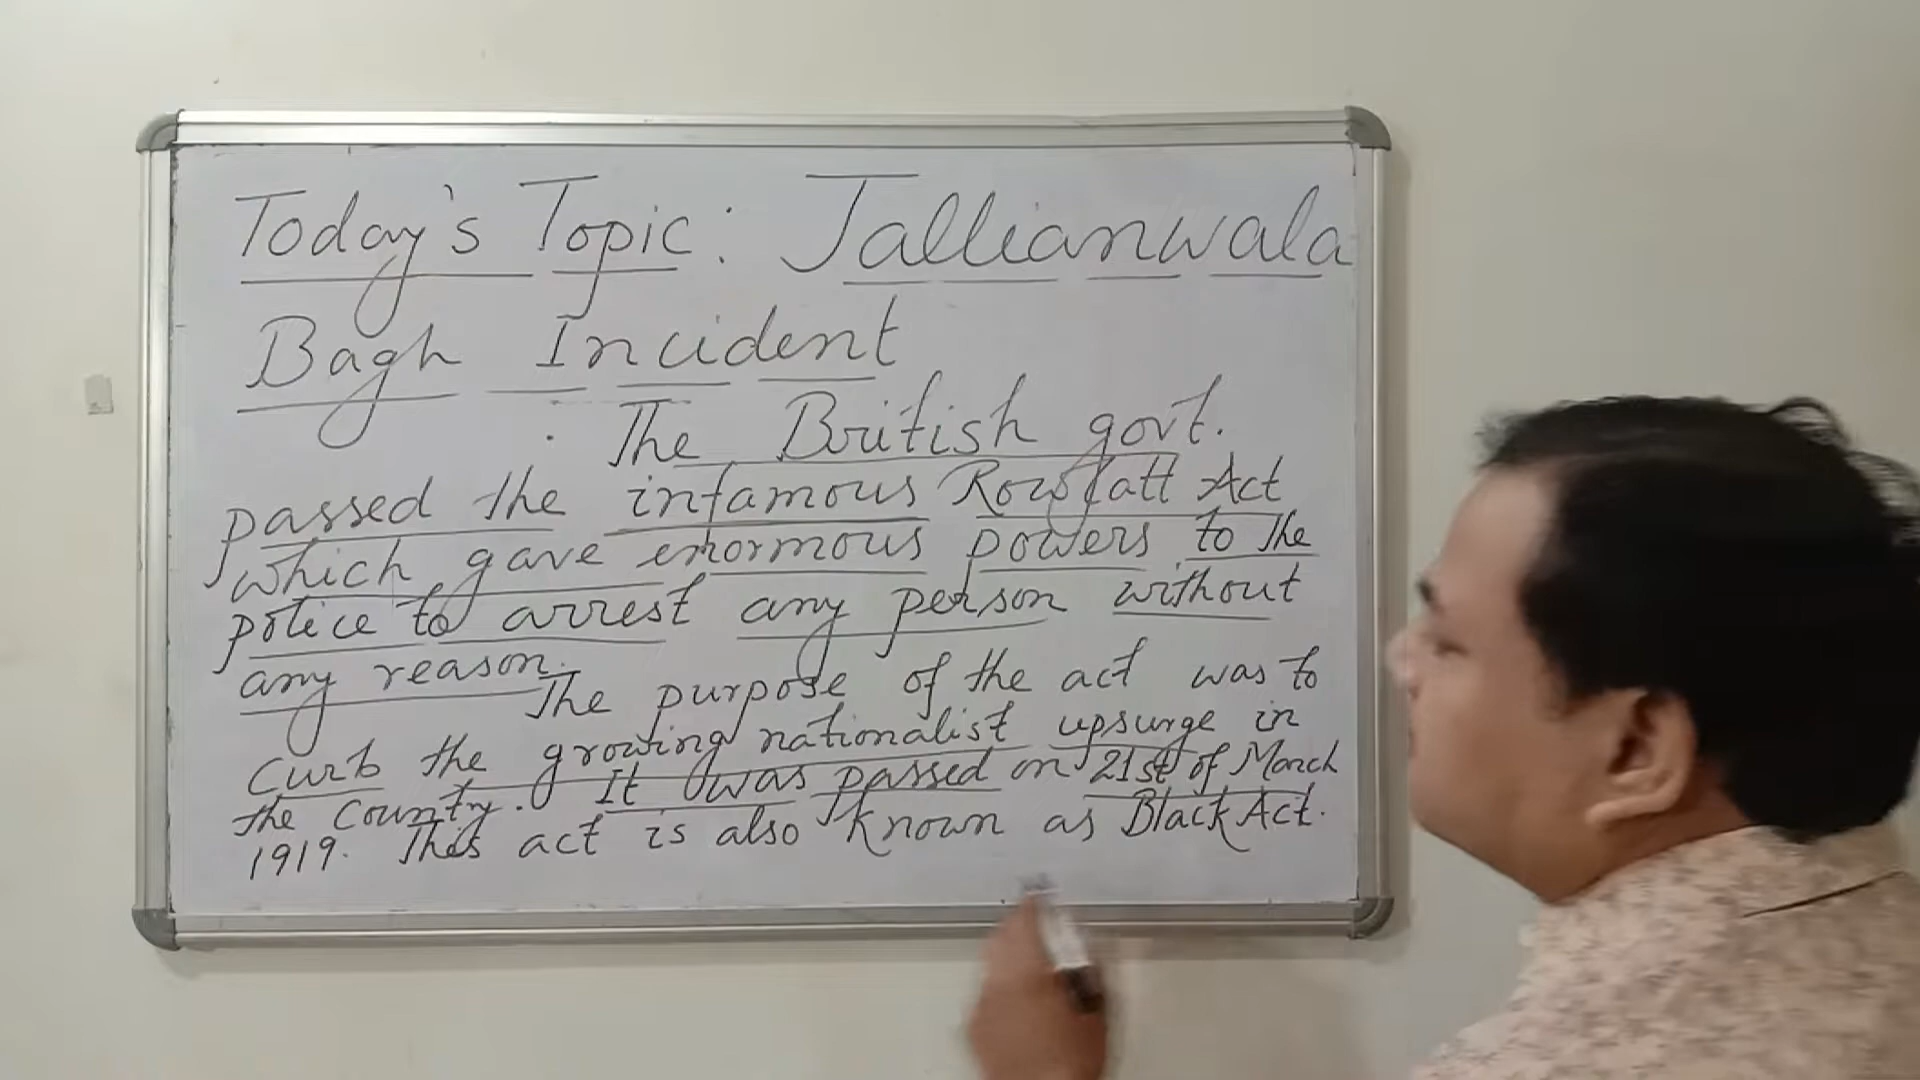 Today's Topic: Jallianwala
Bagh Incident
The British govt.
passed the infamous Rowlatt Act
which gave enormous powers to the
police to arrest any person without
any reason. The purpose of the act was to
curb the growing nationalist upsurge in
the country. It was passed on 21st of March
1919. This act is also known as Black Act.